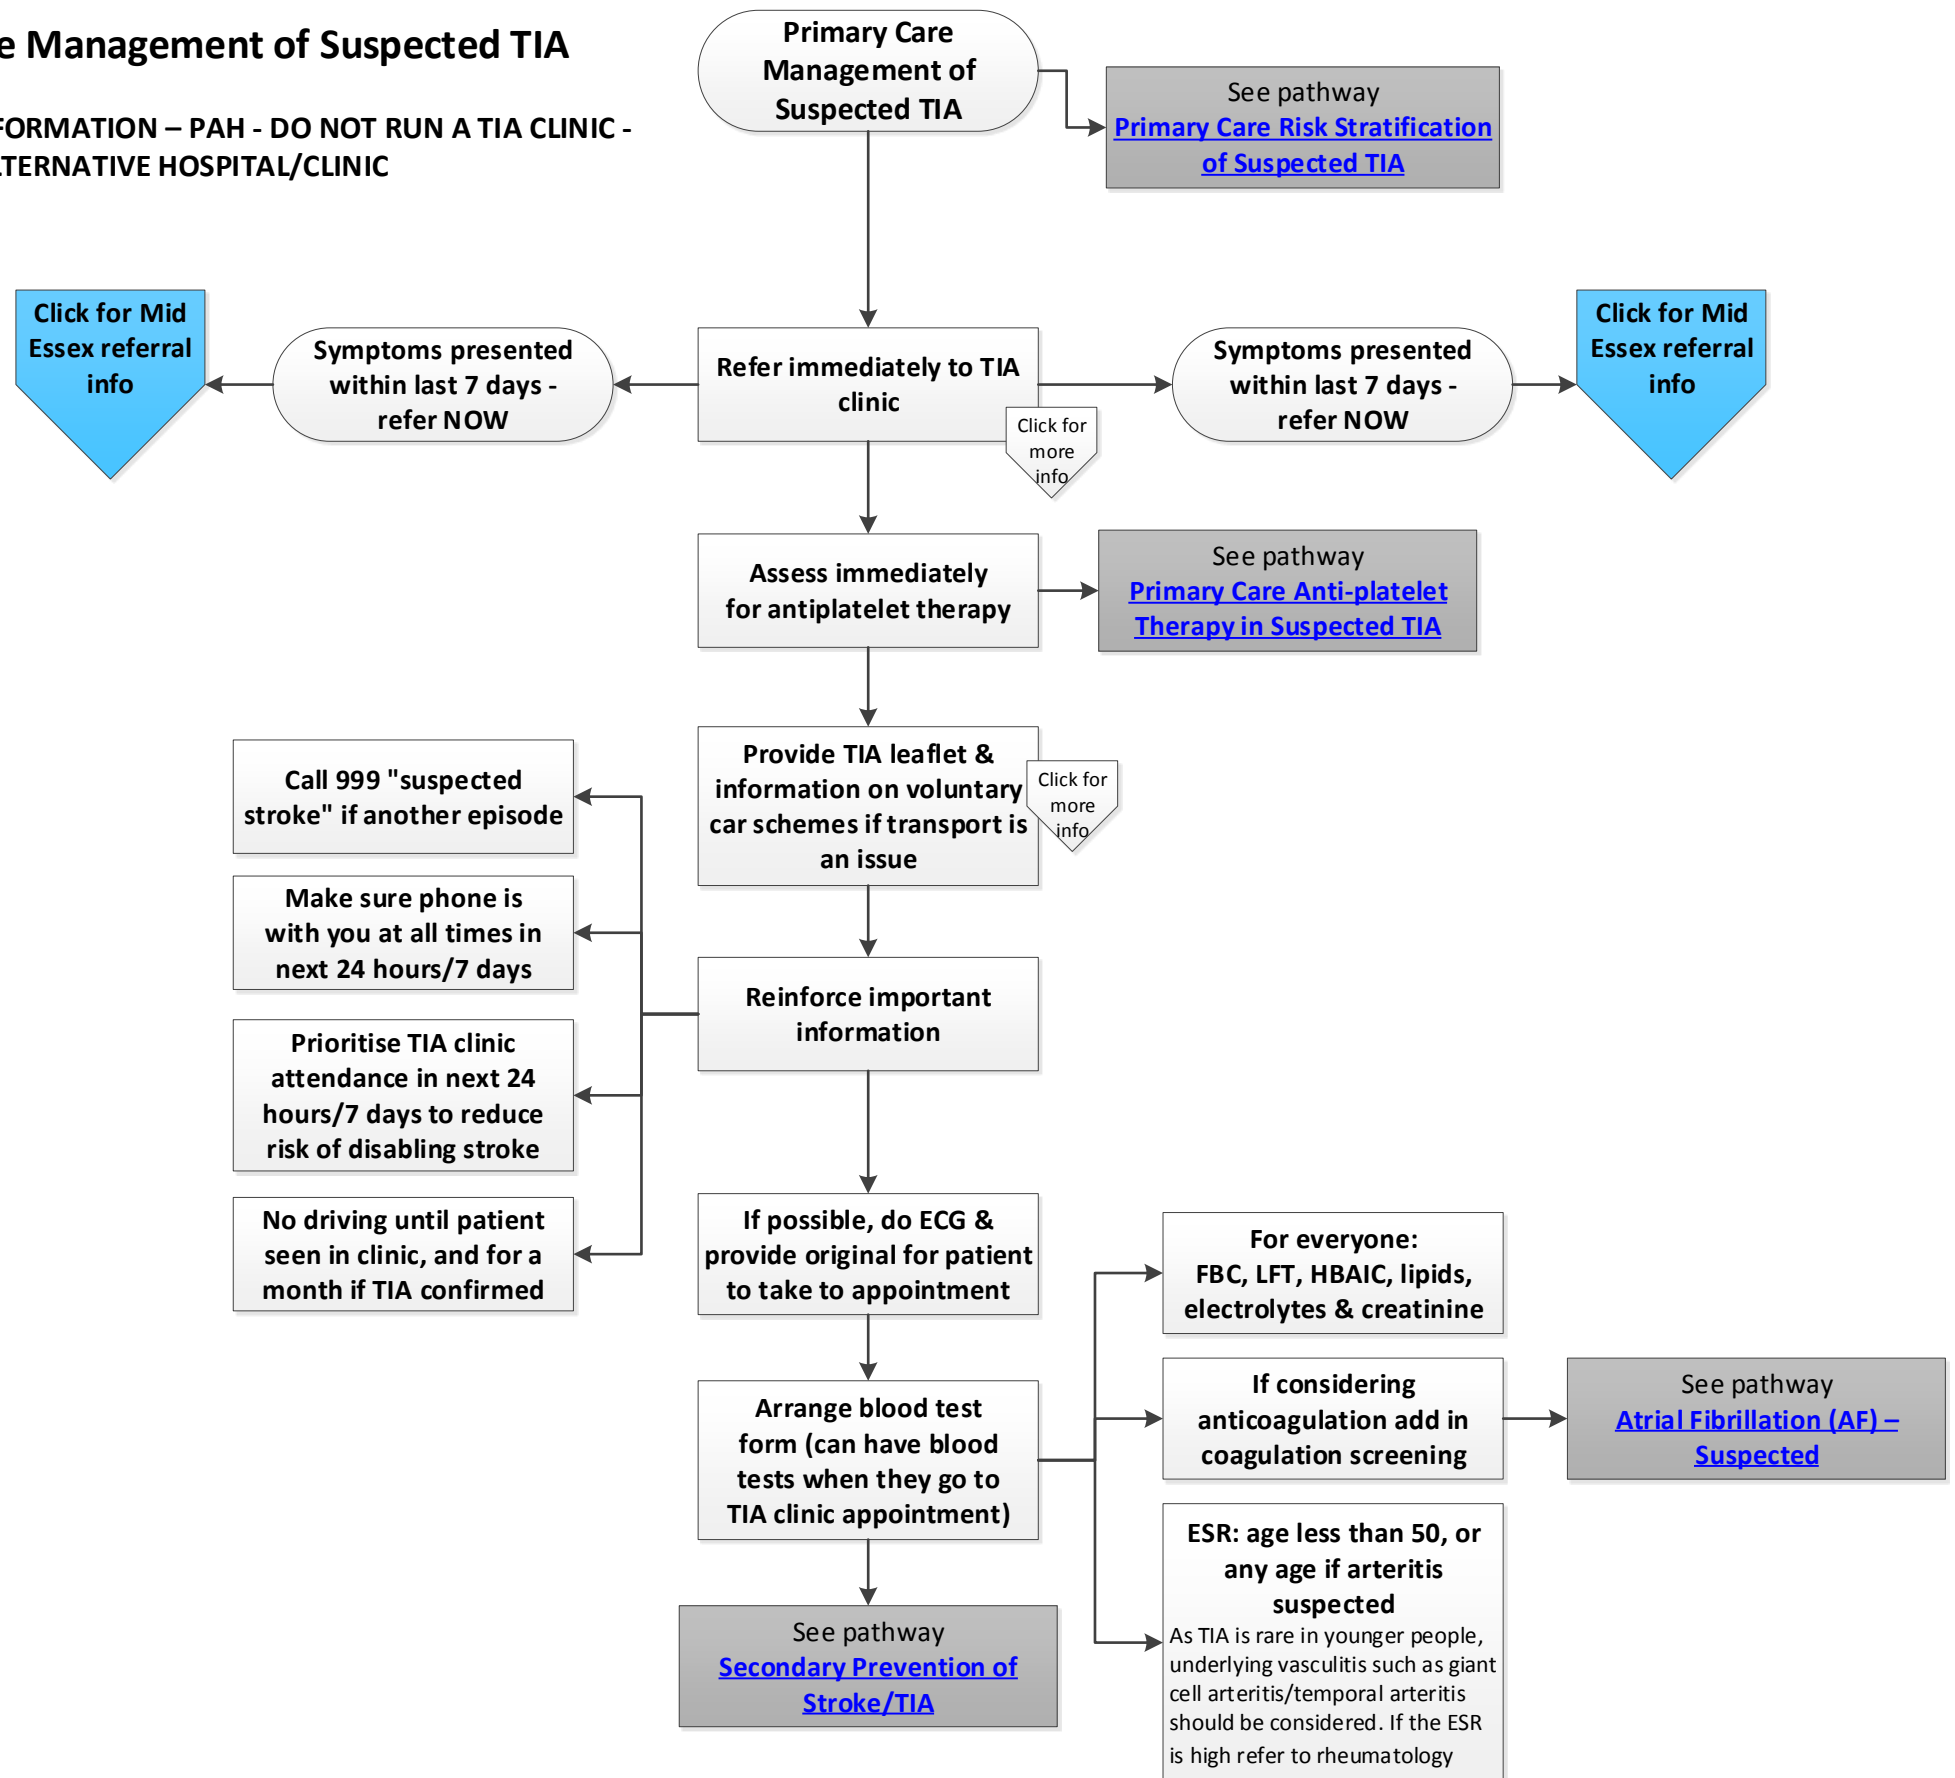 e Management of Suspected TIA
FORMATION – PAH - DO NOT RUN A TIA CLINIC -
LTERNATIVE HOSPITAL/CLINIC
Primary Care
Management of
Suspected TIA
See pathway
Primary Care Risk Stratification
of Suspected TIA
Click for Mid
Essex referral
info
Symptoms presented
within last 7 days -
refer NOW
Refer immediately to TIA
clinic
Click for
more
info
Symptoms presented
within last 7 days -
refer NOW
Click for Mid
Essex referral
info
Assess immediately
for antiplatelet therapy
See pathway
Primary Care Anti-platelet
Therapy in Suspected TIA
Provide TIA leaflet &
information on voluntary
car schemes if transport is
an issue
Click for
more
info
Call 999 "suspected
stroke" if another episode
Make sure phone is
with you at all times in
next 24 hours/7 days
Reinforce important
information
Prioritise TIA clinic
attendance in next 24
hours/7 days to reduce
risk of disabling stroke
No driving until patient
seen in clinic, and for a
month if TIA confirmed
If possible, do ECG &
provide original for patient
to take to appointment
For everyone:
FBC, LFT, HBAIC, lipids,
electrolytes & creatinine
Arrange blood test
form (can have blood
tests when they go to
TIA clinic appointment)
If considering
anticoagulation add in
coagulation screening
See pathway
Atrial Fibrillation (AF) –
Suspected
ESR: age less than 50, or
any age if arteritis
suspected
As TIA is rare in younger people,
underlying vasculitis such as giant
cell arteritis/temporal arteritis
should be considered. If the ESR
is high refer to rheumatology
See pathway
Secondary Prevention of
Stroke/TIA